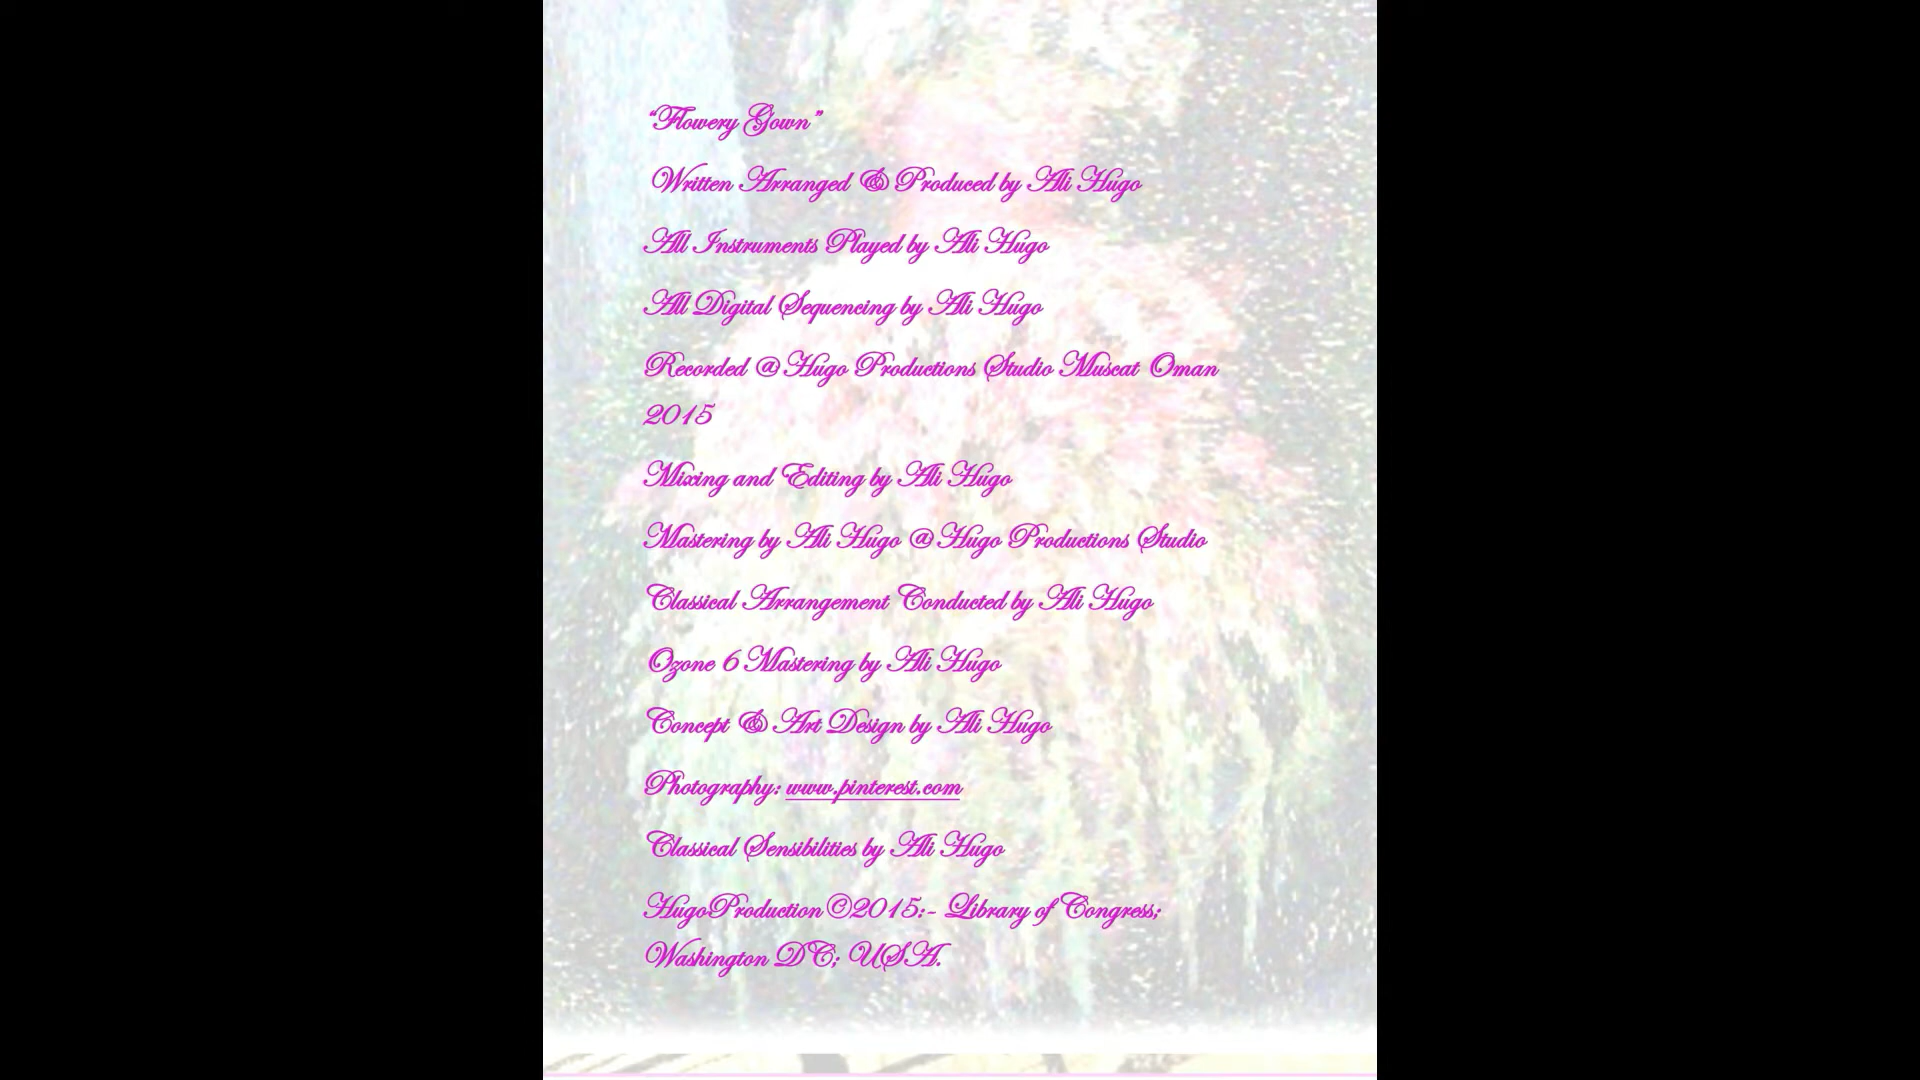 “Flowery Gown”
Written Arranged & Produced by Ali Hugo
All Instruments Played by Ali Hugo
All Digital Sequencing by Ali Hugo
Recorded @ Hugo Productions Studio Muscat Oman
2015
Mixing and Editing by Ali Hugo
Mastering by Ali Hugo @ Hugo Productions Studio
Classical Arrangement Conducted by Ali Hugo
Ozone 6 Mastering by Ali Hugo
Concept & Art Design by Ali Hugo
Photography: www.pinterest.com
Classical Sensibilities by Ali Hugo
HugoProduction©2015:- Library of Congress;
Washington DC; USA.